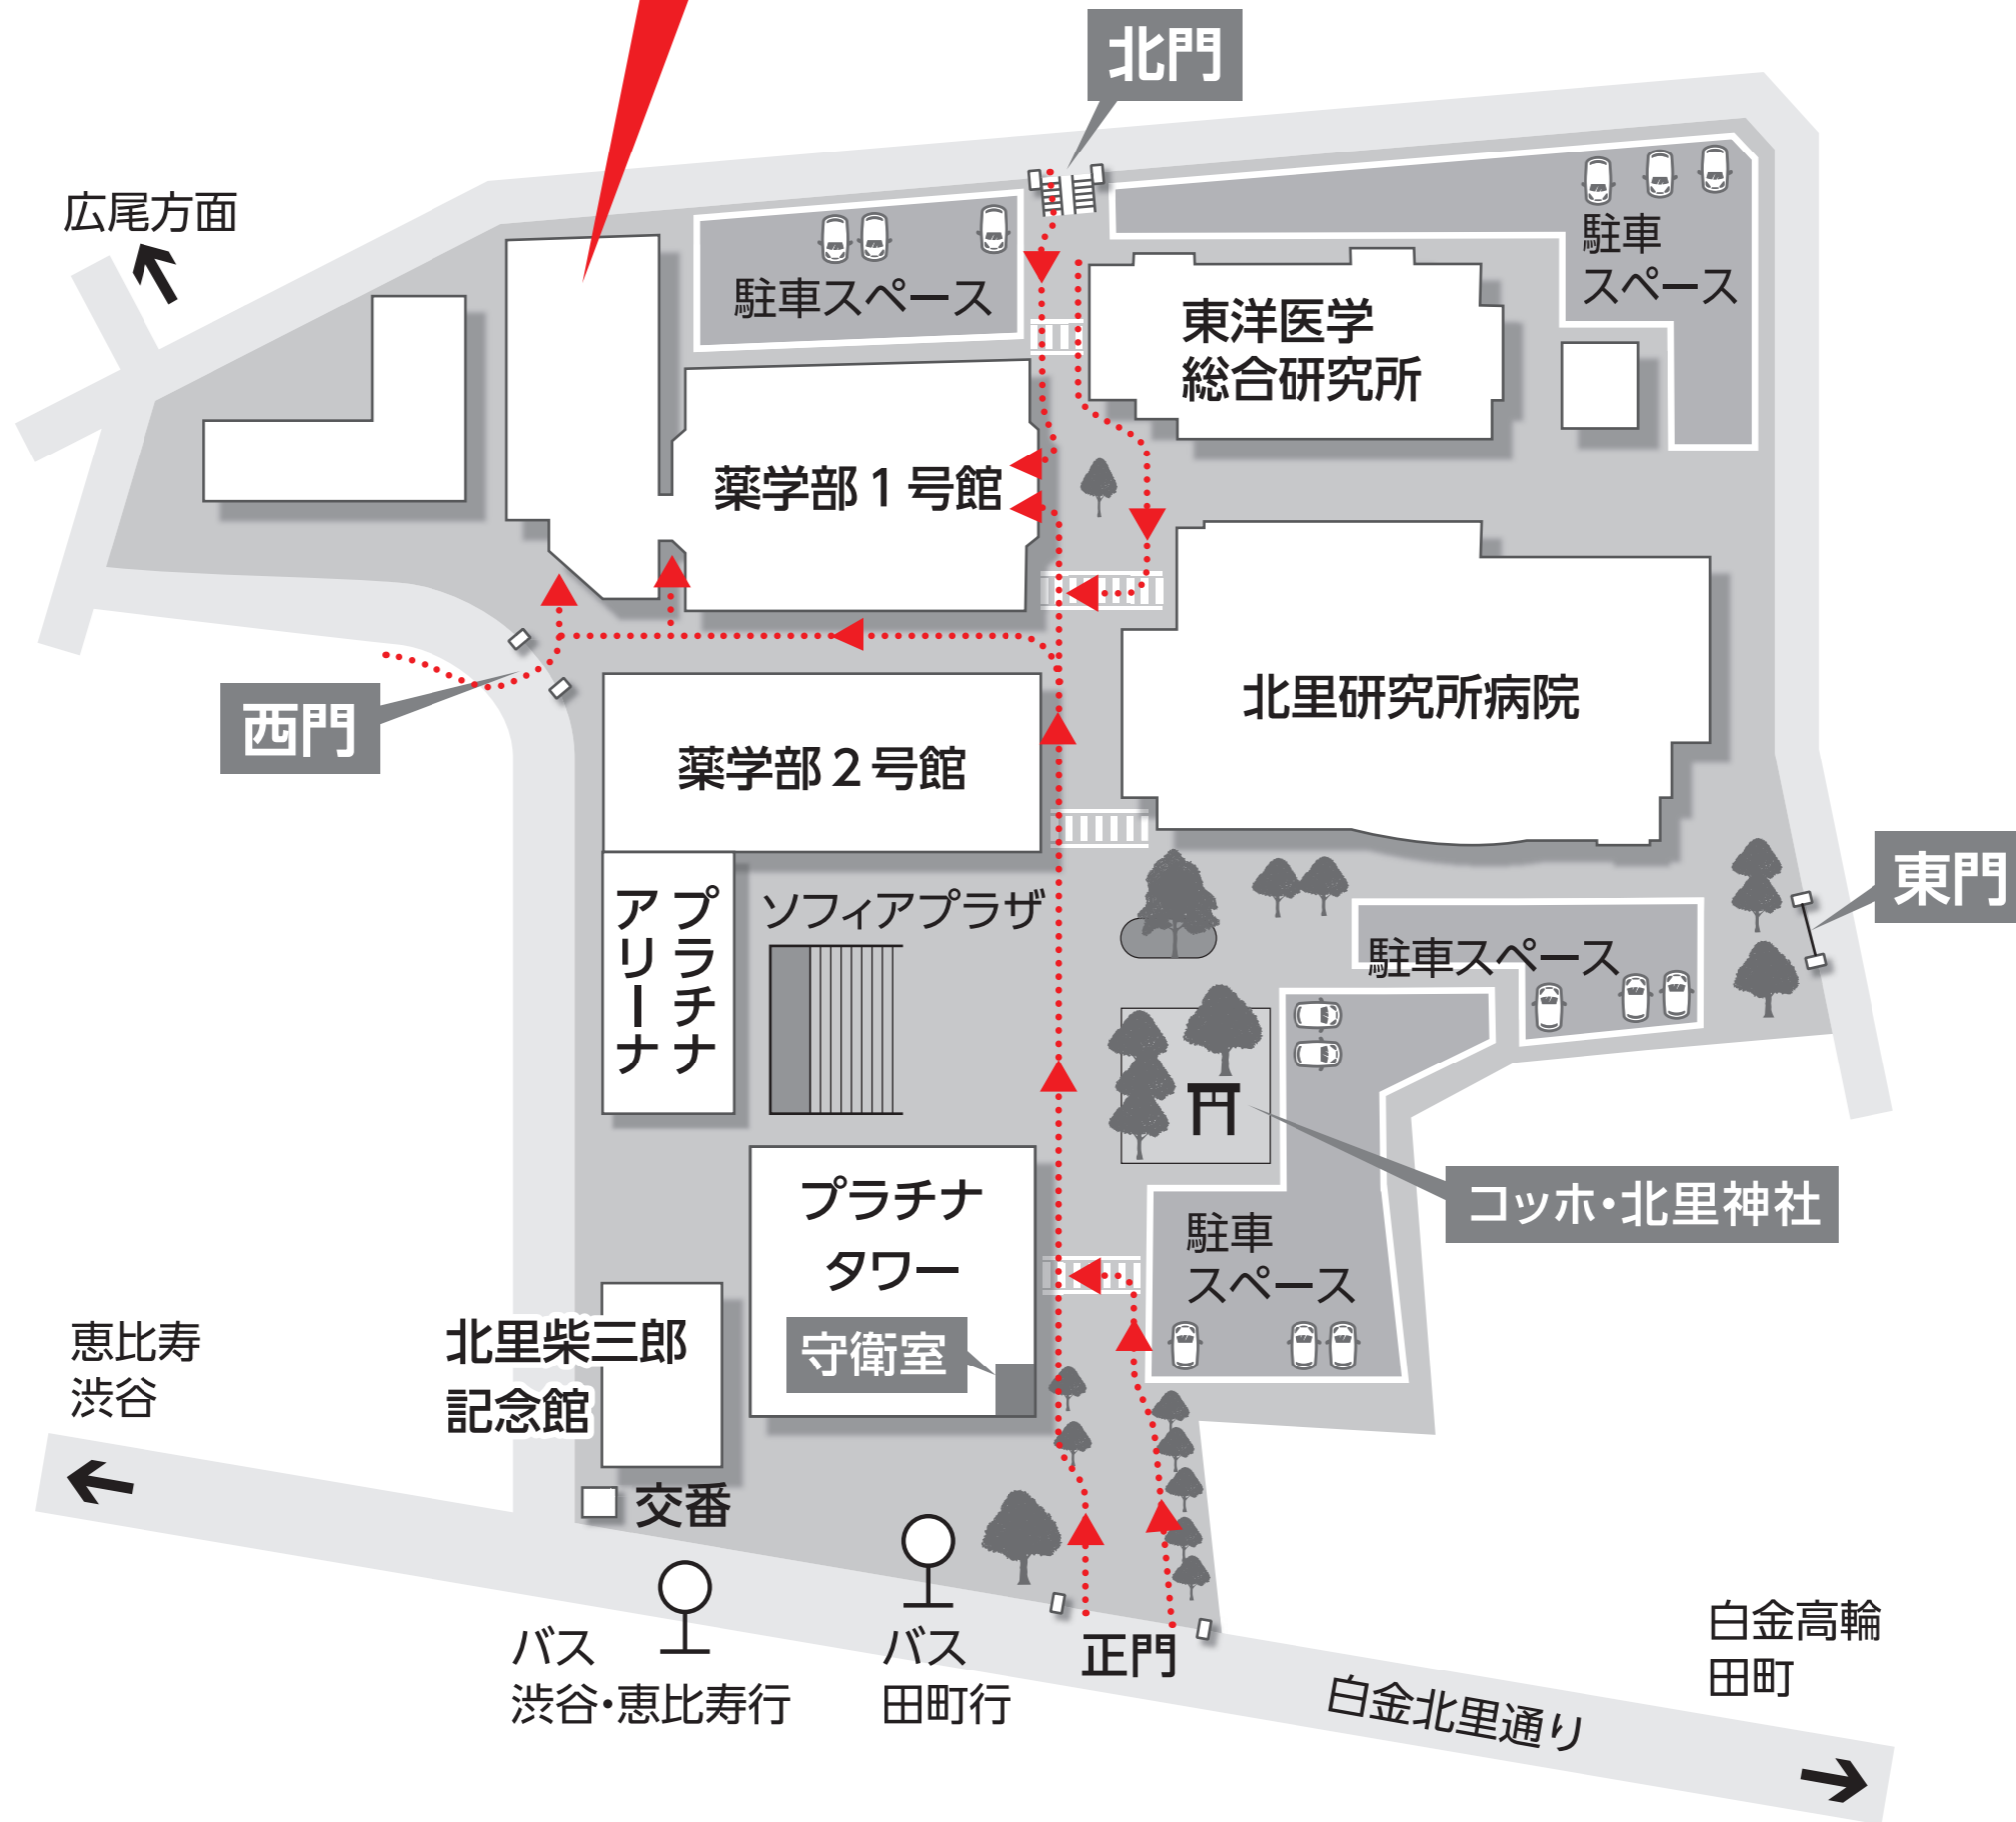 北門
広尾方面
駐車
スペース
駐車スペース
東洋医学
総合研究所
薬学部1号館
北里研究所病院
西門
薬学部2号館
東門
プラチナ
アリーナ
ソフィアプラザ
駐車スペース
プラチナ
タワー
コッホ・北里神社
駐車
スペース
守衛室
北里柴三郎
記念館
恵比寿
渋谷
交番
バス
渋谷・恵比寿行
バス
田町行
正門
白金北里通り
白金高輪
田町